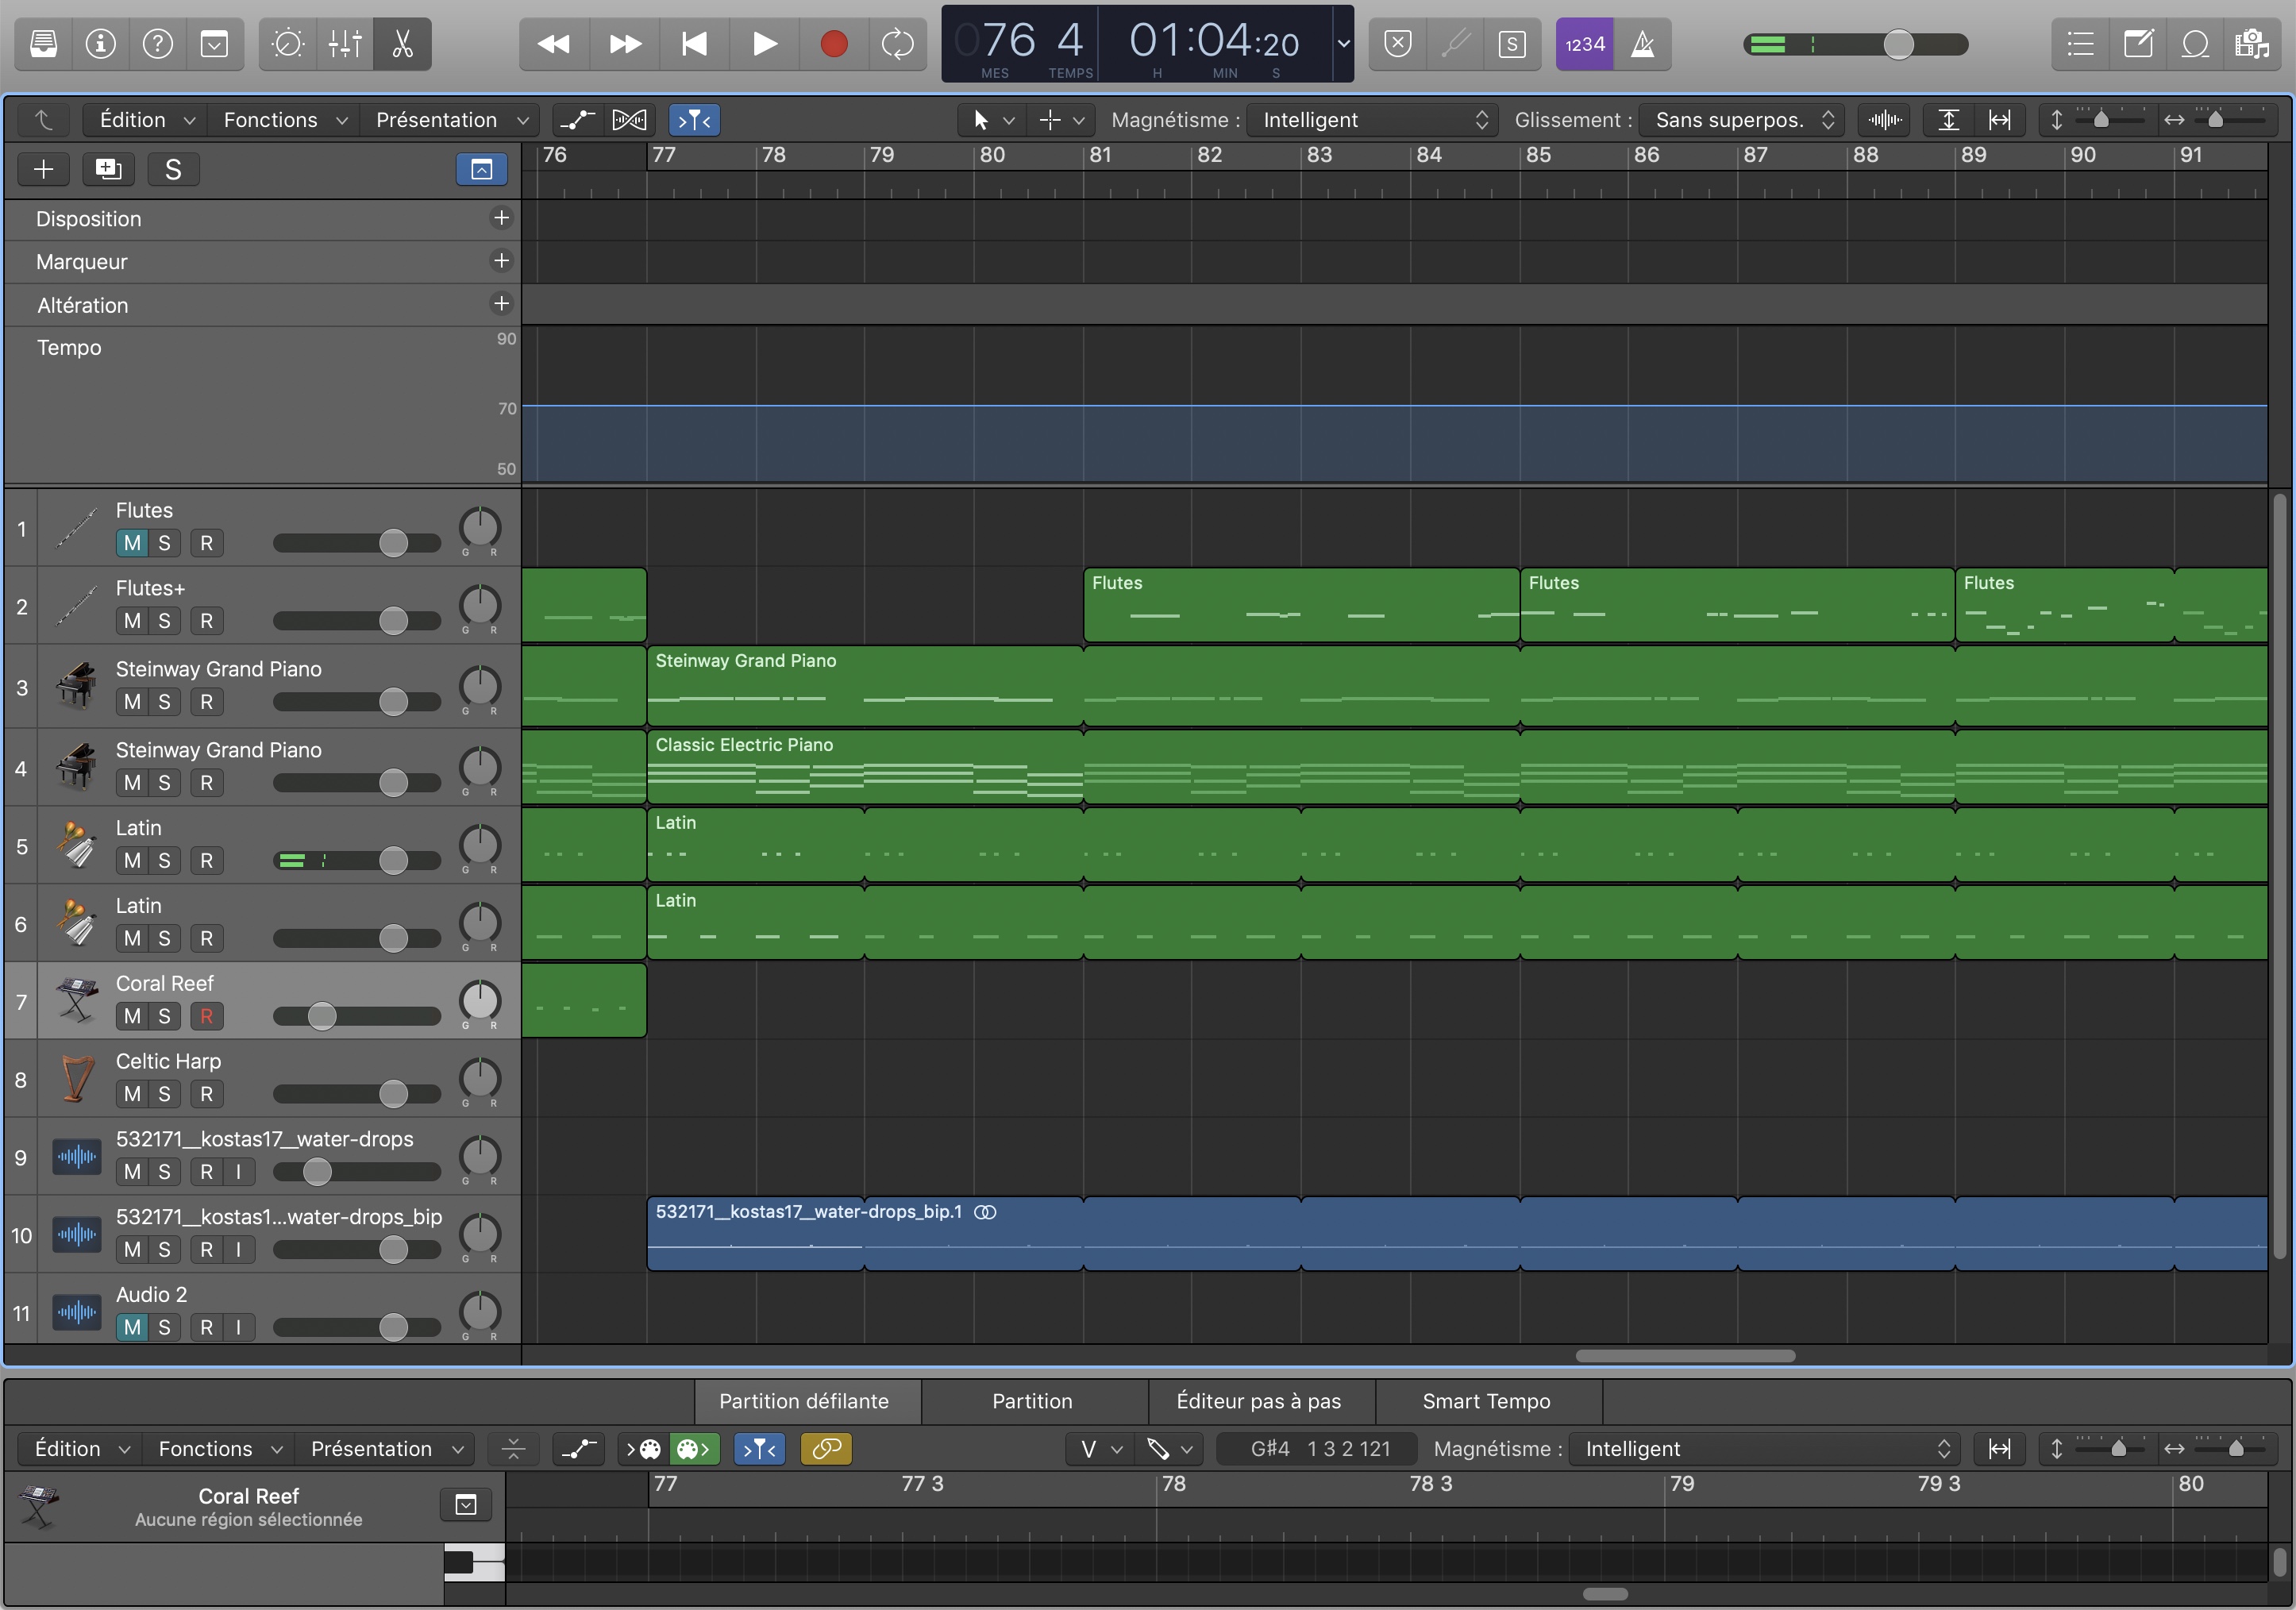 076 4 01:04:20
MES TEMPS H MIN S
S 1234
Édition Fonctions Présentation Magnétisme : Intelligent Glissement : Sans superpos.
S
76 77 78 79 80 81 82 83 84 85 86 87 88 89 90 91
Disposition
Marqueur
Altération
Tempo
90
70
50
1 Flutes
M S R G R
2 Flutes+
M S R G R
Flutes Flutes Flutes
3 Steinway Grand Piano
M S R G R
Steinway Grand Piano
4 Steinway Grand Piano
M S R G R
Classic Electric Piano
5 Latin
M S R G R
Latin
6 Latin
M S R G R
Latin
7 Coral Reef
M S R G R
8 Celtic Harp
M S R G R
9 532171__kostas17__water-drops
M S R I G R
10 532171__kostas1...water-drops_bip
M S R I G R
532171__kostas17__water-drops_bip.1
11 Audio 2
M S R I G R
Partition défilante Partition Éditeur pas à pas Smart Tempo
Édition Fonctions Présentation V G#4 1 3 2 121 Magnétisme : Intelligent
77 77 3 78 78 3 79 79 3 80
Coral Reef
Aucune région sélectionnée